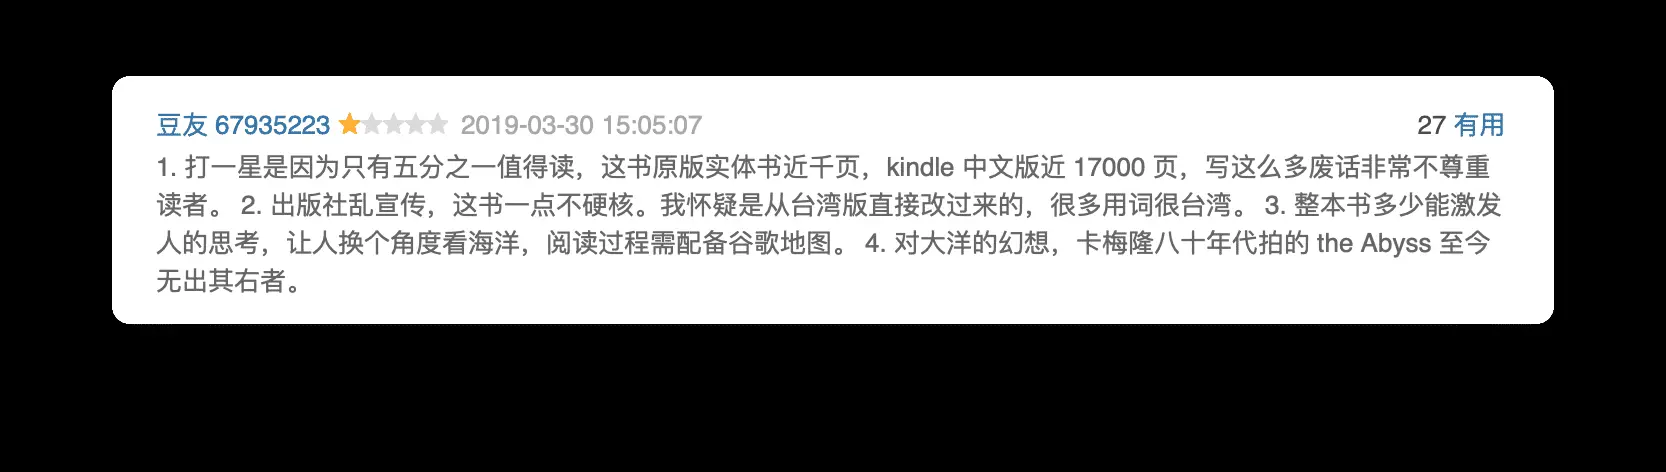 豆友 67935223 2019-03-30 15:05:07 27 有用
1. 打一星是因为只有五分之一值得读，这书原版实体书近千页，kindle 中文版近 17000 页，写这么多废话非常不尊重
读者。 2. 出版社乱宣传，这书一点不硬核。我怀疑是从台湾版直接改过来的，很多用词很台湾。 3. 整本书多少能激发
人的思考，让人换个角度看海洋，阅读过程需配备谷歌地图。 4. 对大洋的幻想，卡梅隆八十年代拍的 the Abyss 至今
无出其右者。